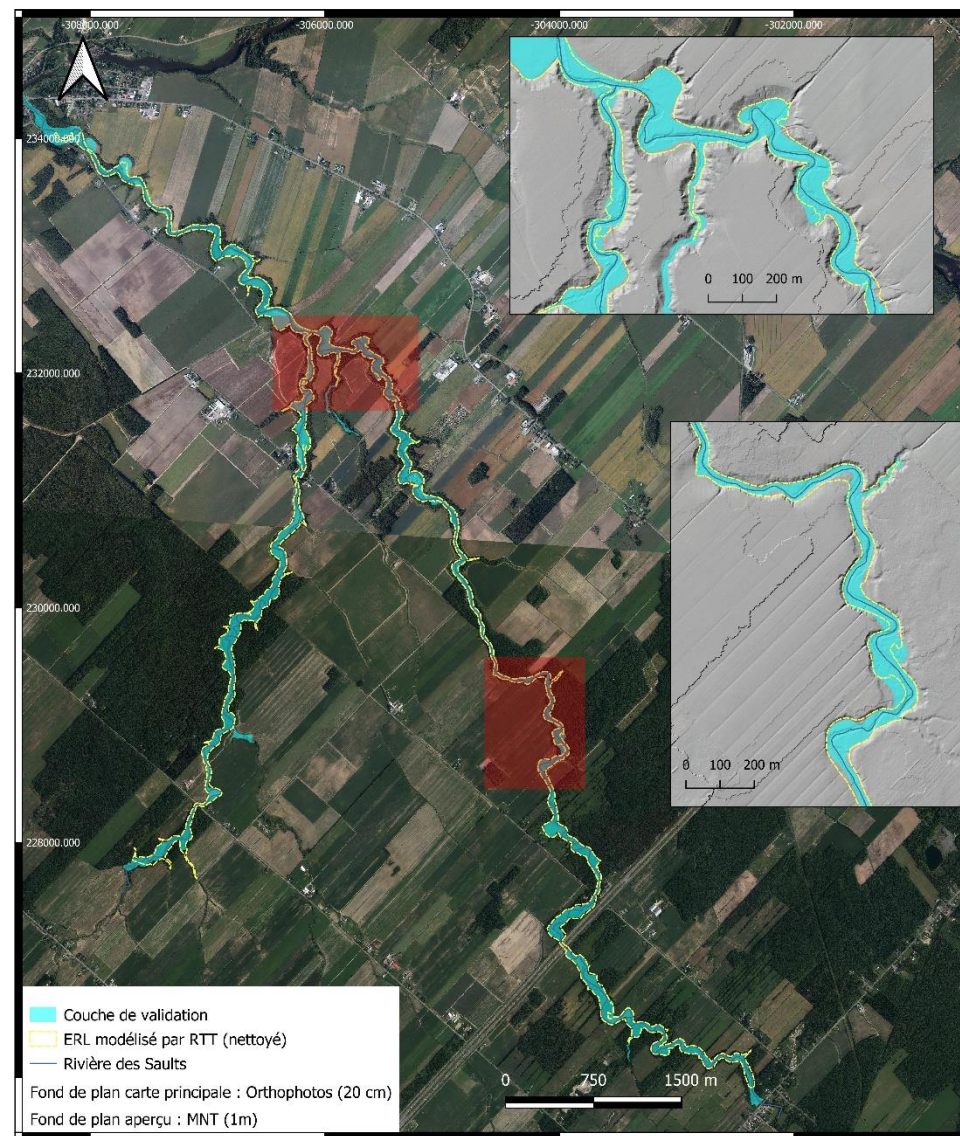 -308000.000 -306000.000 -304000.000 -302000.000
234000.000
232000.000
230000.000
228000.000
0 100 200 m
0 100 200 m
Couche de validation
ERL modélisé par RTT (nettoyé)
Rivière des Saults
Fond de plan carte principale : Orthophotos (20 cm)
Fond de plan aperçu : MNT (1m)
0 750 1500 m